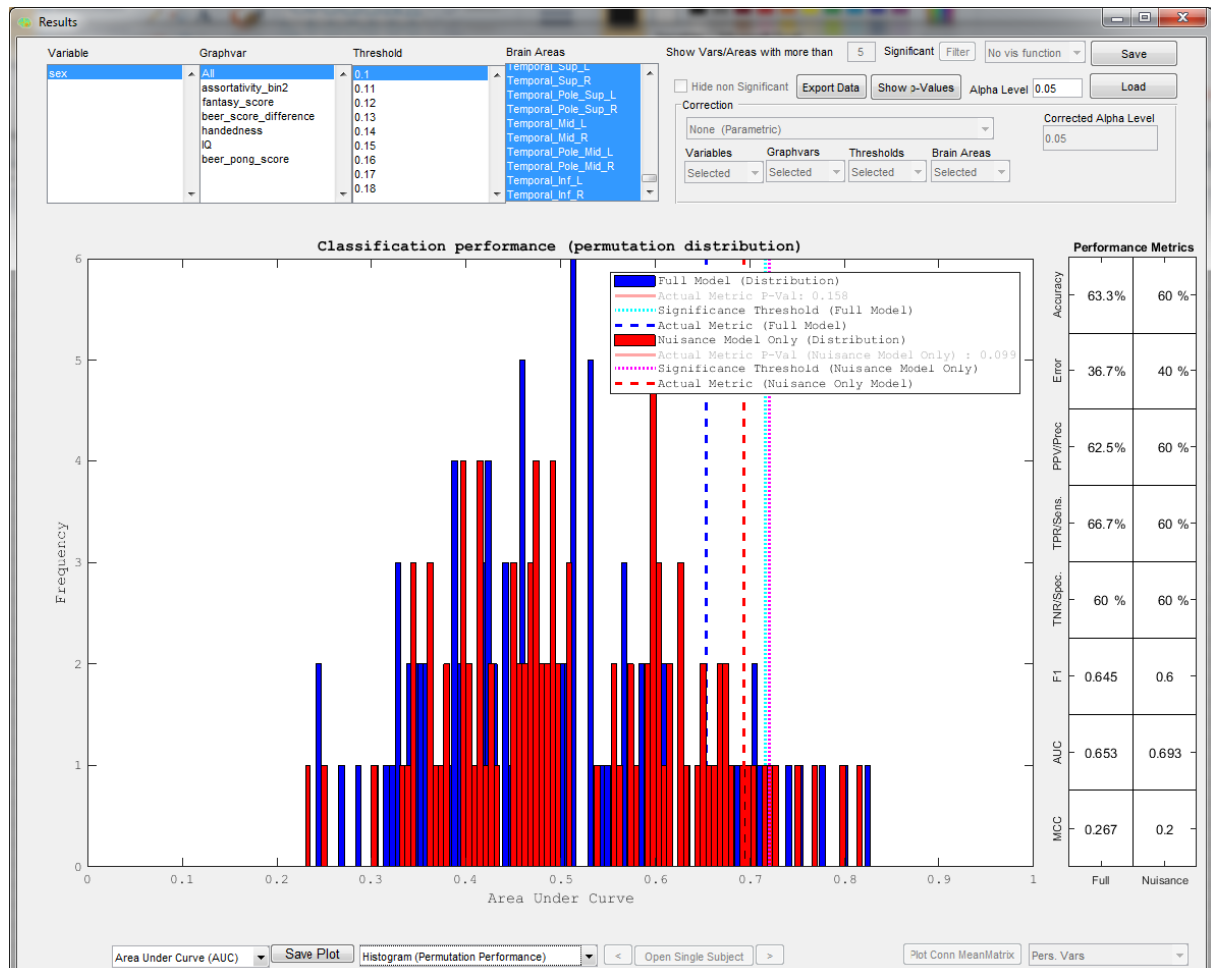 Results
Variable
Graphvar
Threshold
Brain Areas
Show Vars/Areas with more than 5 Significant Filter No vis function Save
sex
All
assortativity_bin2
fantasy_score
beer_score_difference
handedness
IQ
beer_pong_score
0.1
0.11
0.12
0.13
0.14
0.15
0.16
0.17
0.18
Temporal_Sup_L
Temporal_Sup_R
Temporal_Pole_Sup_L
Temporal_Pole_Sup_R
Temporal_Mid_L
Temporal_Mid_R
Temporal_Pole_Mid_L
Temporal_Pole_Mid_R
Temporal_Inf_L
Temporal_Inf_R
Hide non Significant Export Data Show p-Values Alpha Level 0.05 Load
Correction
None (Parametric)
Corrected Alpha Level
0.05
Variables Graphvars Thresholds Brain Areas
Selected Selected Selected Selected
Classification performance (permutation distribution)
Full Model (Distribution)
Actual Metric P-Val: 0.158
Significance Threshold (Full Model)
Actual Metric (Full Model)
Nuisance Model Only (Distribution)
Actual Metric P-Val (Nuisance Model Only) : 0.099
Significance Threshold (Nuisance Model Only)
Actual Metric (Nuisance Only Model)
Frequency
6
5
4
3
2
1
0
0 0.1 0.2 0.3 0.4 0.5 0.6 0.7 0.8 0.9 1
Area Under Curve
Performance Metrics
Accuracy 63.3% 60 %
Error 36.7% 40 %
PPV/Prec 62.5% 60 %
TPR/Sens. 66.7% 60 %
TNR/Spec. 60 % 60 %
F1 0.645 0.6
AUC 0.653 0.693
MCC 0.267 0.2
Full Nuisance
Area Under Curve (AUC) Save Plot Histogram (Permutation Performance) < Open Single Subject > Plot Conn MeanMatrix Pers. Vars